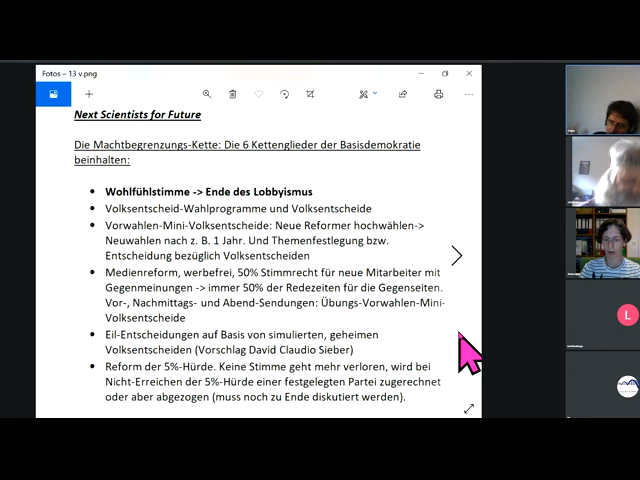 Fotos – 13 v.png
Next Scientists for Future
Die Machtbegrenzungs-Kette: Die 6 Kettenglieder der Basisdemokratie
beinhalten:
Wohlfühlstimme -> Ende des Lobbyismus
Volksentscheid-Wahlprogramme und Volksentscheide
Vorwahlen-Mini-Volksentscheide: Neue Reformer hochwählen->
Neuwahlen nach z. B. 1 Jahr. Und Themenfestlegung bzw.
Entscheidung bezüglich Volksentscheiden
Medienreform, werbefrei, 50% Stimmrecht für neue Mitarbeiter mit
Gegenmeinungen -> immer 50% der Redezeiten für die Gegenseiten.
Vor-, Nachmittags- und Abend-Sendungen: Übungs-Vorwahlen-Mini-
Volksentscheide
Eil-Entscheidungen auf Basis von simulierten, geheimen
Volksentscheiden (Vorschlag David Claudio Sieber)
Reform der 5%-Hürde. Keine Stimme geht mehr verloren, wird bei
Nicht-Erreichen der 5%-Hürde einer festgelegten Partei zugerechnet
oder aber abgezogen (muss noch zu Ende diskutiert werden).
L